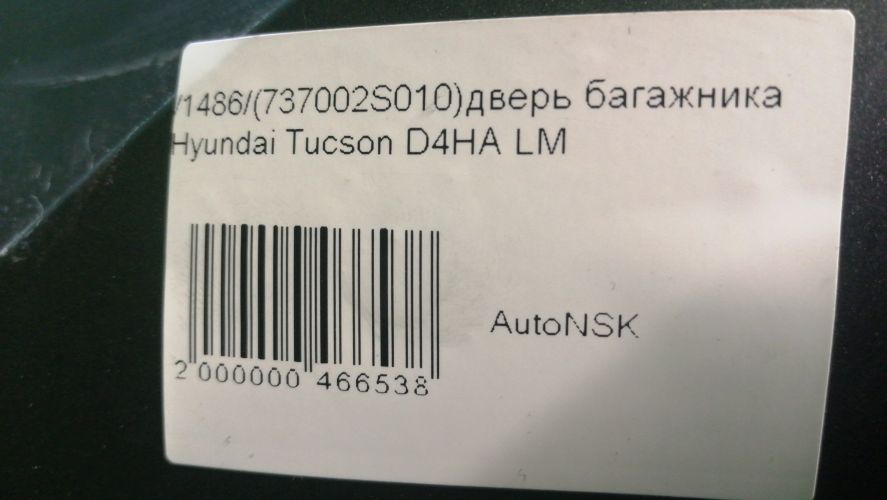 /1486/(737002S010)дверь багажника
Hyundai Tucson D4HA LM
AutoNSK
2 000000 466538